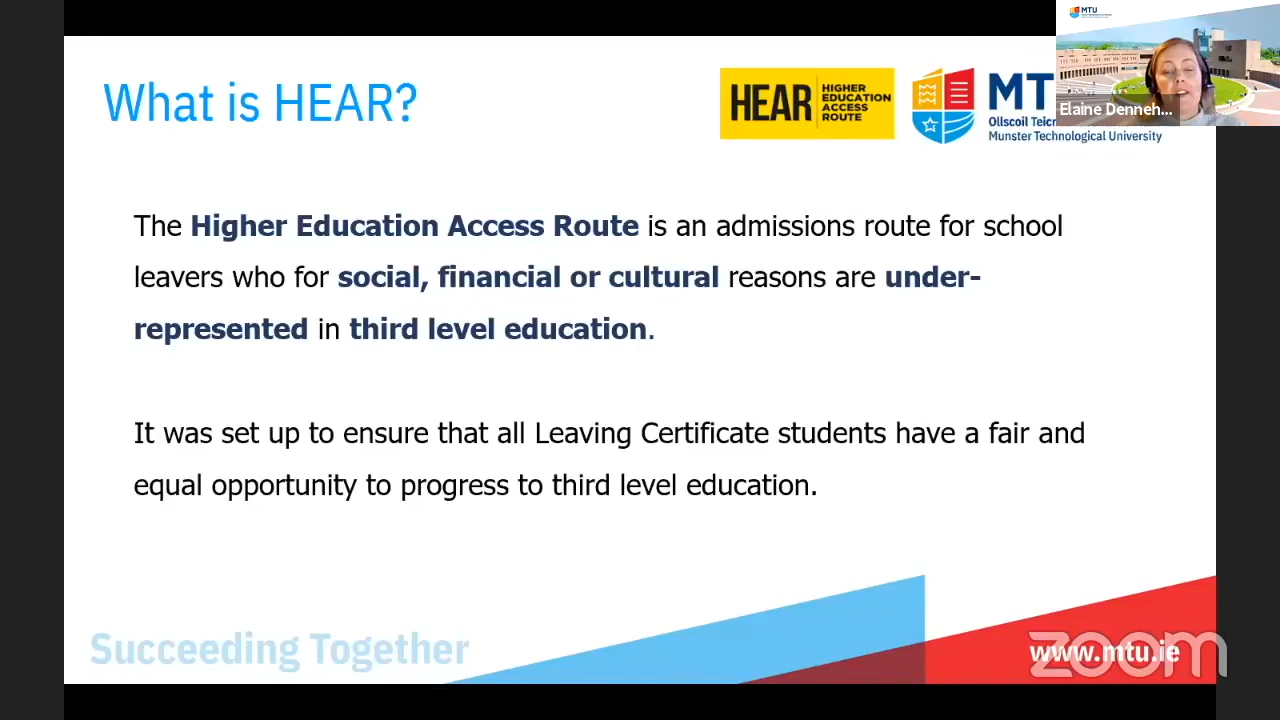 MTU
What is HEAR?
HEAR HIGHER
EDUCATION
ACCESS
ROUTE
MT
Ollscoil Teic
Munster Technological University
Elaine Denneh...
The Higher Education Access Route is an admissions route for school
leavers who for social, financial or cultural reasons are under-
represented in third level education.
It was set up to ensure that all Leaving Certificate students have a fair and
equal opportunity to progress to third level education.
Succeeding Together
www.mtu.ie
zoom